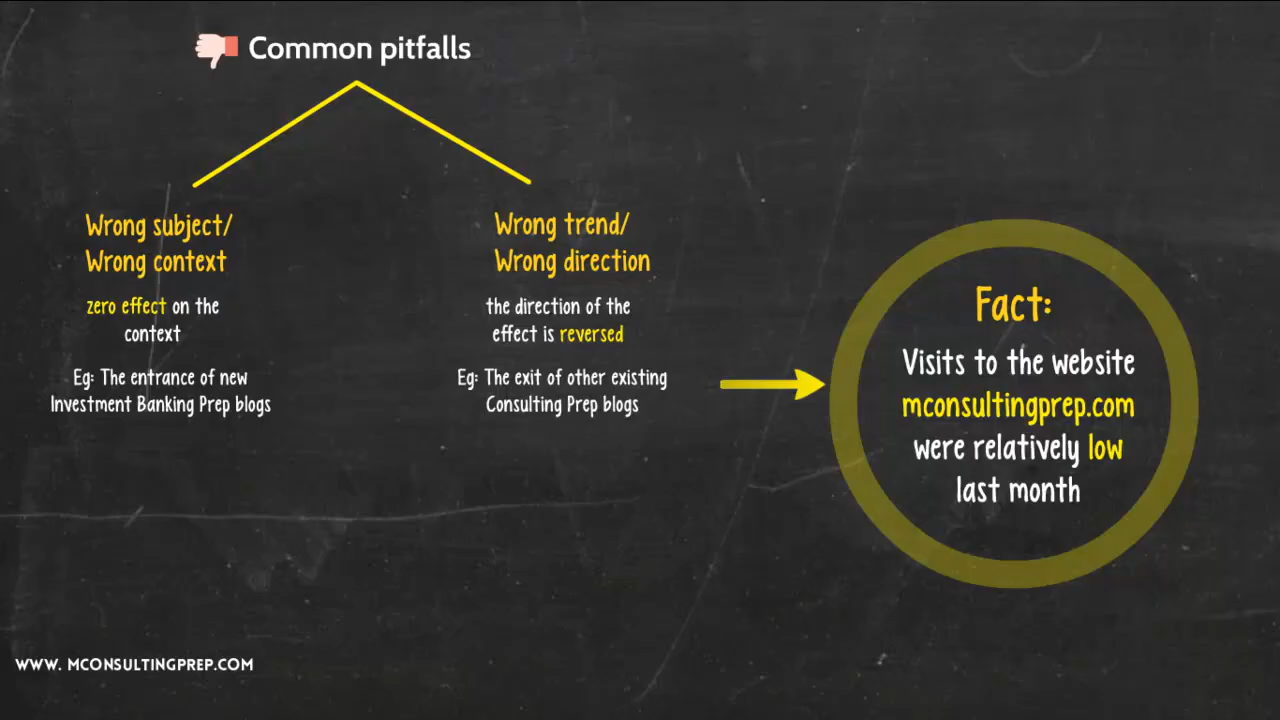 Common pitfalls
Wrong subject/
Wrong context
zero effect on the
context
Eg: The entrance of new
Investment Banking Prep blogs
Wrong trend/
Wrong direction
the direction of the
effect is reversed
Eg: The exit of other existing
Consulting Prep blogs
Fact:
Visits to the website
mconsultingprep.com
were relatively low
last month
WWW. MCONSULTINGPREP.COM